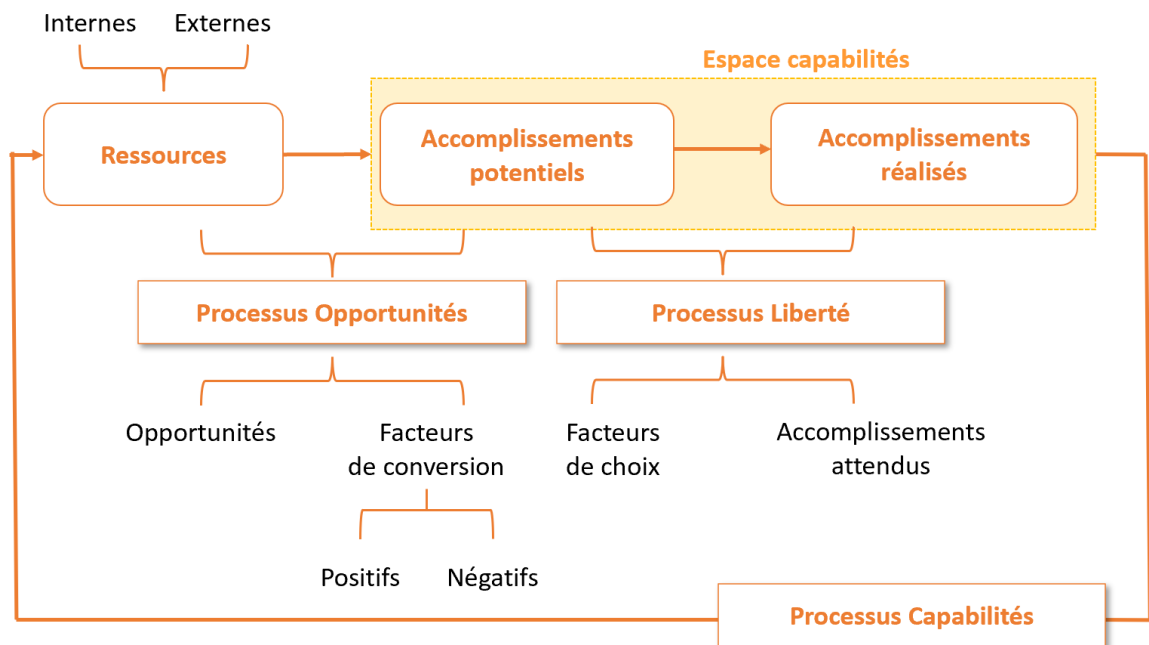 Internes Externes
Espace capabilités
Ressources
Accomplissements
potentiels
Accomplissements
réalisés
Processus Opportunités
Processus Liberté
Opportunités
Facteurs
de conversion
Facteurs
de choix
Accomplissements
attendus
Positifs
Négatifs
Processus Capabilités